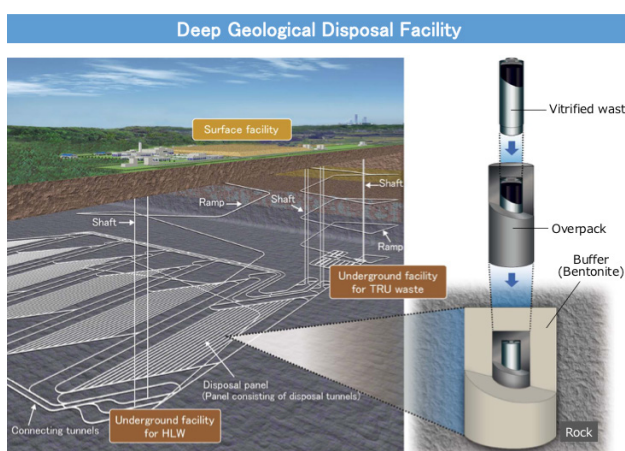 Deep Geological Disposal Facility
Surface facility
Shaft
Ramp
Shaft
Shaft
Ramp
Underground facility
for TRU waste
Disposal panel
(Panel consisting of disposal tunnels)
Connecting tunnels
Underground facility
for HLW
Vitrified wast
Overpack
Buffer
(Bentonite)
Rock